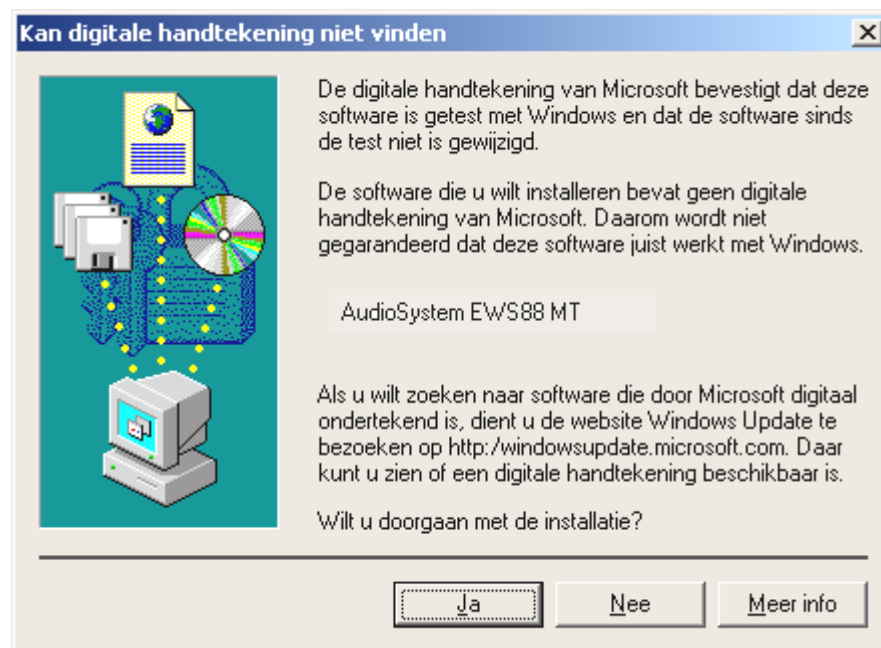 Kan digitale handtekening niet vinden
De digitale handtekening van Microsoft bevestigt dat deze
software is getest met Windows en dat de software sinds
de test niet is gewijzigd.
De software die u wilt installeren bevat geen digitale
handtekening van Microsoft. Daarom wordt niet
gegarandeerd dat deze software juist werkt met Windows.
AudioSystem EWS88 MT
Als u wilt zoeken naar software die door Microsoft digitaal
ondertekend is, dient u de website Windows Update te
bezoeken op http:/windowsupdate.microsoft.com. Daar
kunt u zien of een digitale handtekening beschikbaar is.
Wilt u doorgaan met de installatie?
Ja Nee Meer info